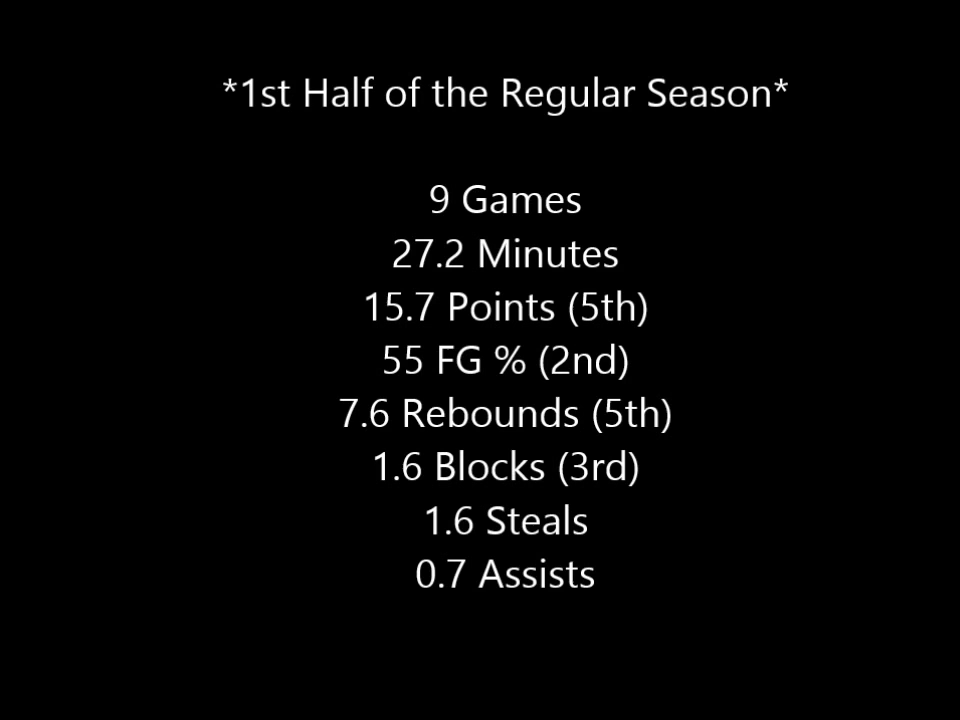 *1st Half of the Regular Season*
9 Games
27.2 Minutes
15.7 Points (5th)
55 FG % (2nd)
7.6 Rebounds (5th)
1.6 Blocks (3rd)
1.6 Steals
0.7 Assists